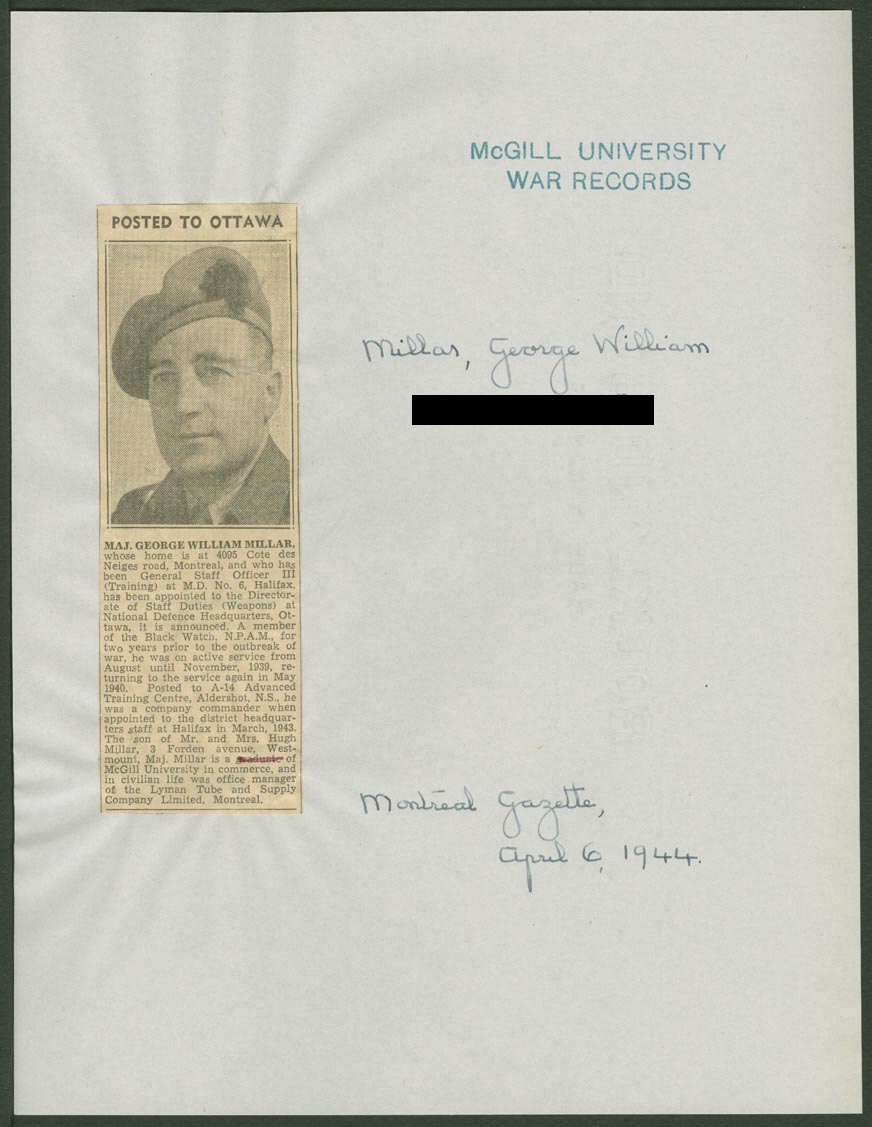 McGILL UNIVERSITY
WAR RECORDS
POSTED TO OTTAWA
Millar, George William
MAJ. GEORGE WILLIAM MILLAR,
whose home is at 4095 Cote des
Neiges road, Montreal, and who has
been General Staff Officer III
(Training) at M.D. No. 6, Halifax,
has been appointed to the Director-
ate of Staff Duties (Weapons) at
National Defence Headquarters, Ot-
tawa, it is announced. A member
of the Black Watch, N.P.A.M., for
two years prior to the outbreak of
war, he was on active service from
August until November, 1939, re-
turning to the service again in May
1940. Posted to A-14 Advanced
Training Centre, Aldershot, N.S., he
was a company commander when
appointed to the district headquar-
ters staff at Halifax in March, 1943.
The son of Mr. and Mrs. Hugh
Millar, 3 Forden avenue, West-
mount, Maj. Millar is a graduate of
McGill University in commerce, and
in civilian life was office manager
of the Lyman Tube and Supply
Company Limited, Montreal.
Montreal Gazette,
April 6, 1944.